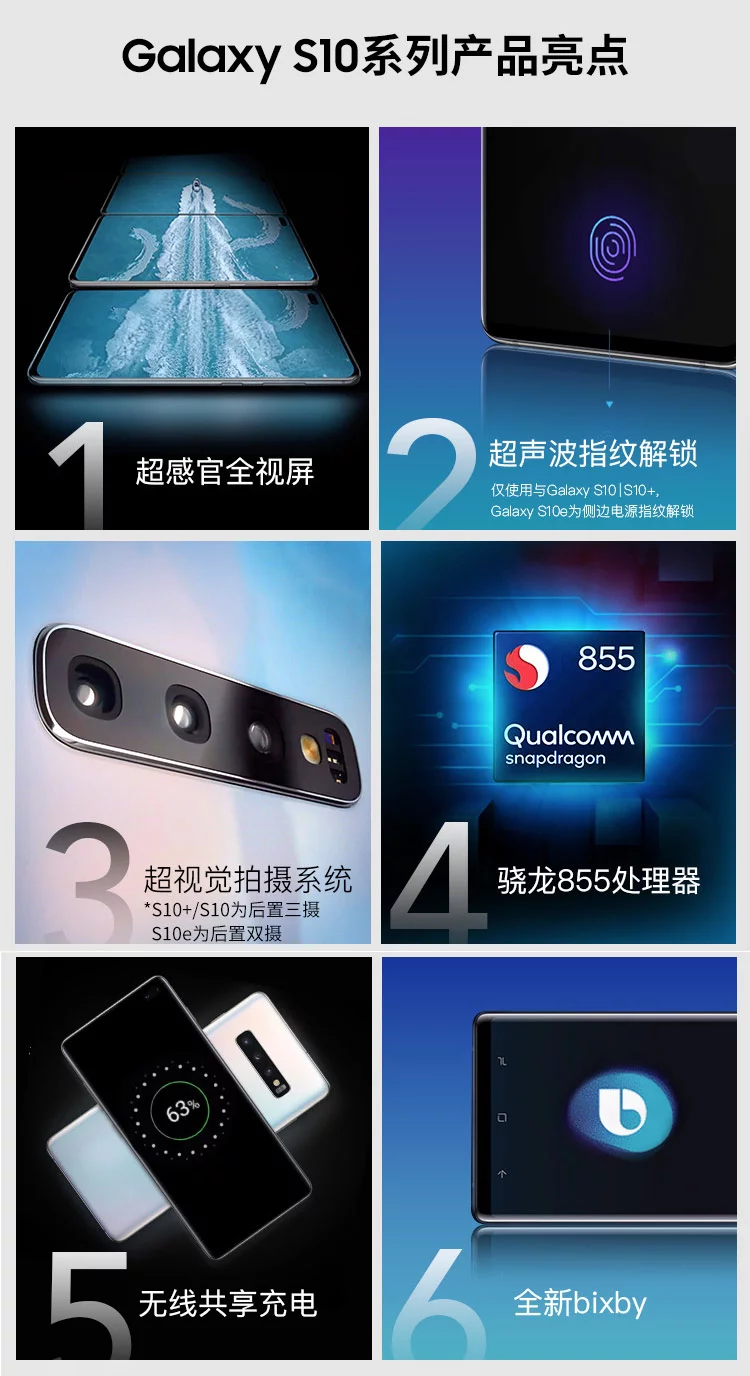 Galaxy S10系列产品亮点
1
超感官全视屏
2
超声波指纹解锁
仅使用与Galaxy S10|S10+,
Galaxy S10e为侧边电源指纹解锁
3
超视觉拍摄系统
*S10+/S10为后置三摄
S10e为后置双摄
855
Qualcomm
snapdragon
4
骁龙855处理器
63%
5
无线共享充电
6
全新bixby